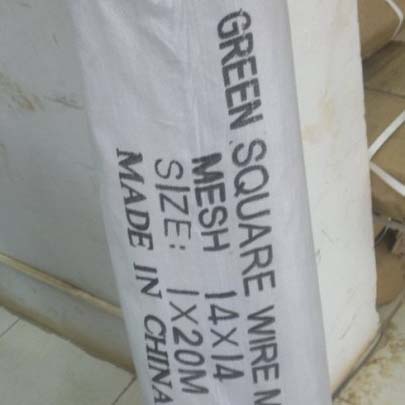 GREEN SQUARE WIRE M
MESH 14X14
SIZE: 1X20M
MADE IN CHINA